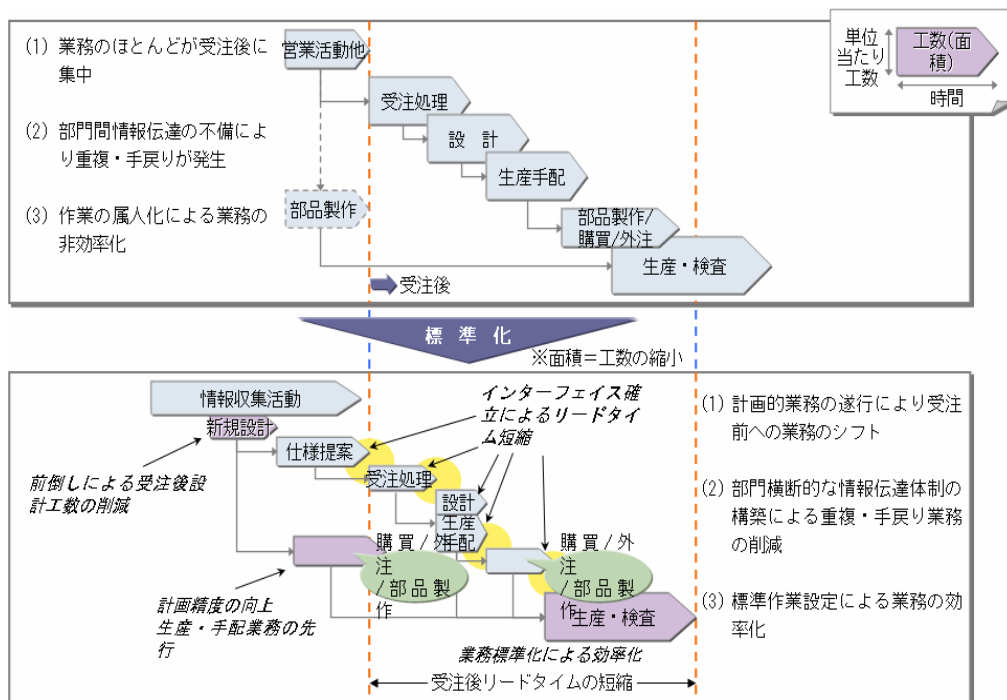 (1) 業務のほとんどが受注後に
集中
(2) 部門間情報伝達の不備によ
り重複・手戻りが発生
(3) 作業の属人化による業務の
非効率化
営業活動他
受注処理
設 計
生産手配
部品製作
部品製作/
購買/外注
生産・検査
受注後
単位
当たり
工数
工数(面
積)
時間
標 準 化
※面積=工数の縮小
情報収集活動
新規設計
仕様提案
受注処理
設計
生産
手配
購買/外
注
/部品製
作
購買/外
注
/部品製
作
生産・検査
インターフェイス確
立によるリードタイ
ム短縮
前倒しによる受注後設
計工数の削減
計画精度の向上
生産・手配業務の先
行
業務標準化による効率化
受注後リードタイムの短縮
(1) 計画的業務の遂行により受注
前への業務のシフト
(2) 部門横断的な情報伝達体制の
構築による重複・手戻り業務
の削減
(3) 標準作業設定による業務の効
率化